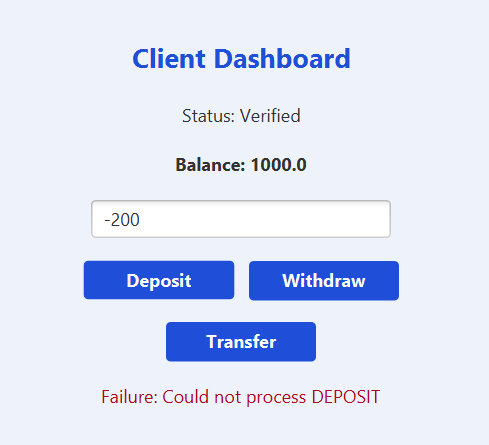 Client Dashboard
Status: Verified
Balance: 1000.0
-200
Deposit Withdraw
Transfer
Failure: Could not process DEPOSIT